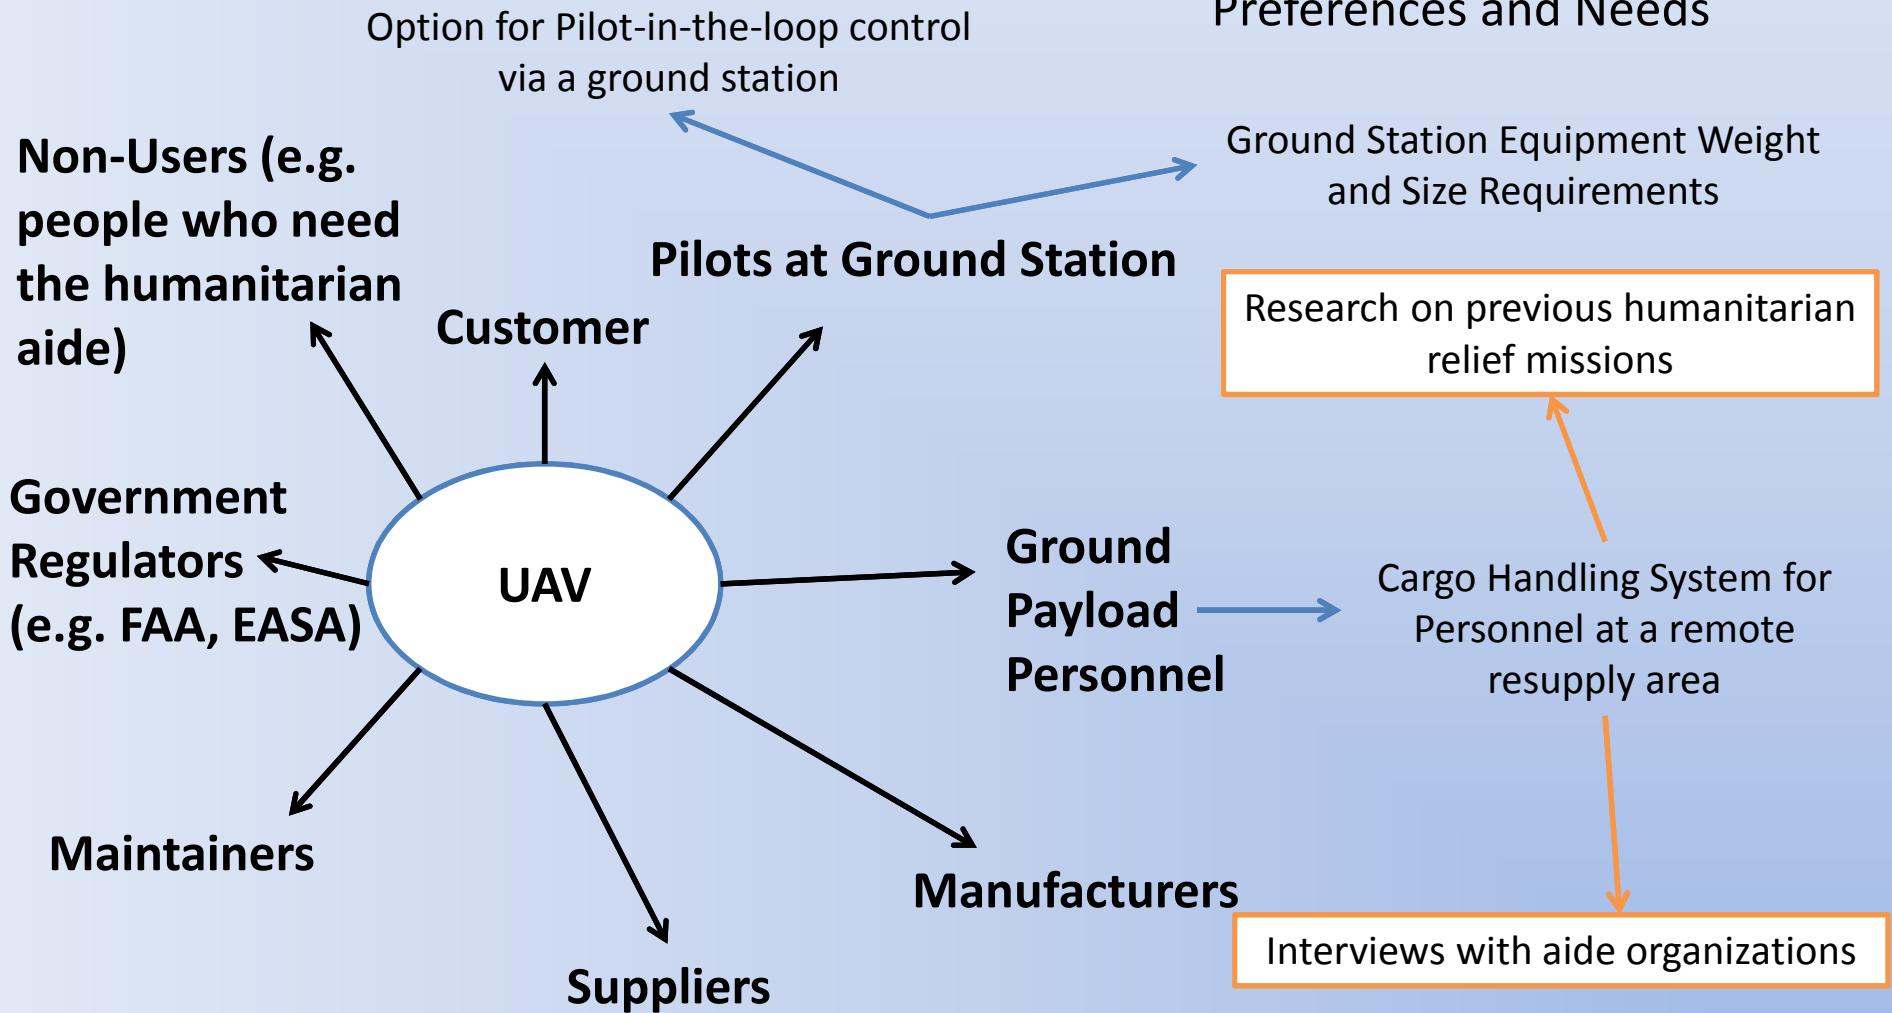 Preferences and Needs
Option for Pilot-in-the-loop control
via a ground station
Ground Station Equipment Weight
and Size Requirements
Non-Users (e.g.
people who need
the humanitarian
aide)
Pilots at Ground Station
Customer
Research on previous humanitarian
relief missions
Government
Regulators
(e.g. FAA, EASA)
UAV
Ground
Payload
Personnel
Cargo Handling System for
Personnel at a remote
resupply area
Maintainers
Manufacturers
Suppliers
Interviews with aide organizations